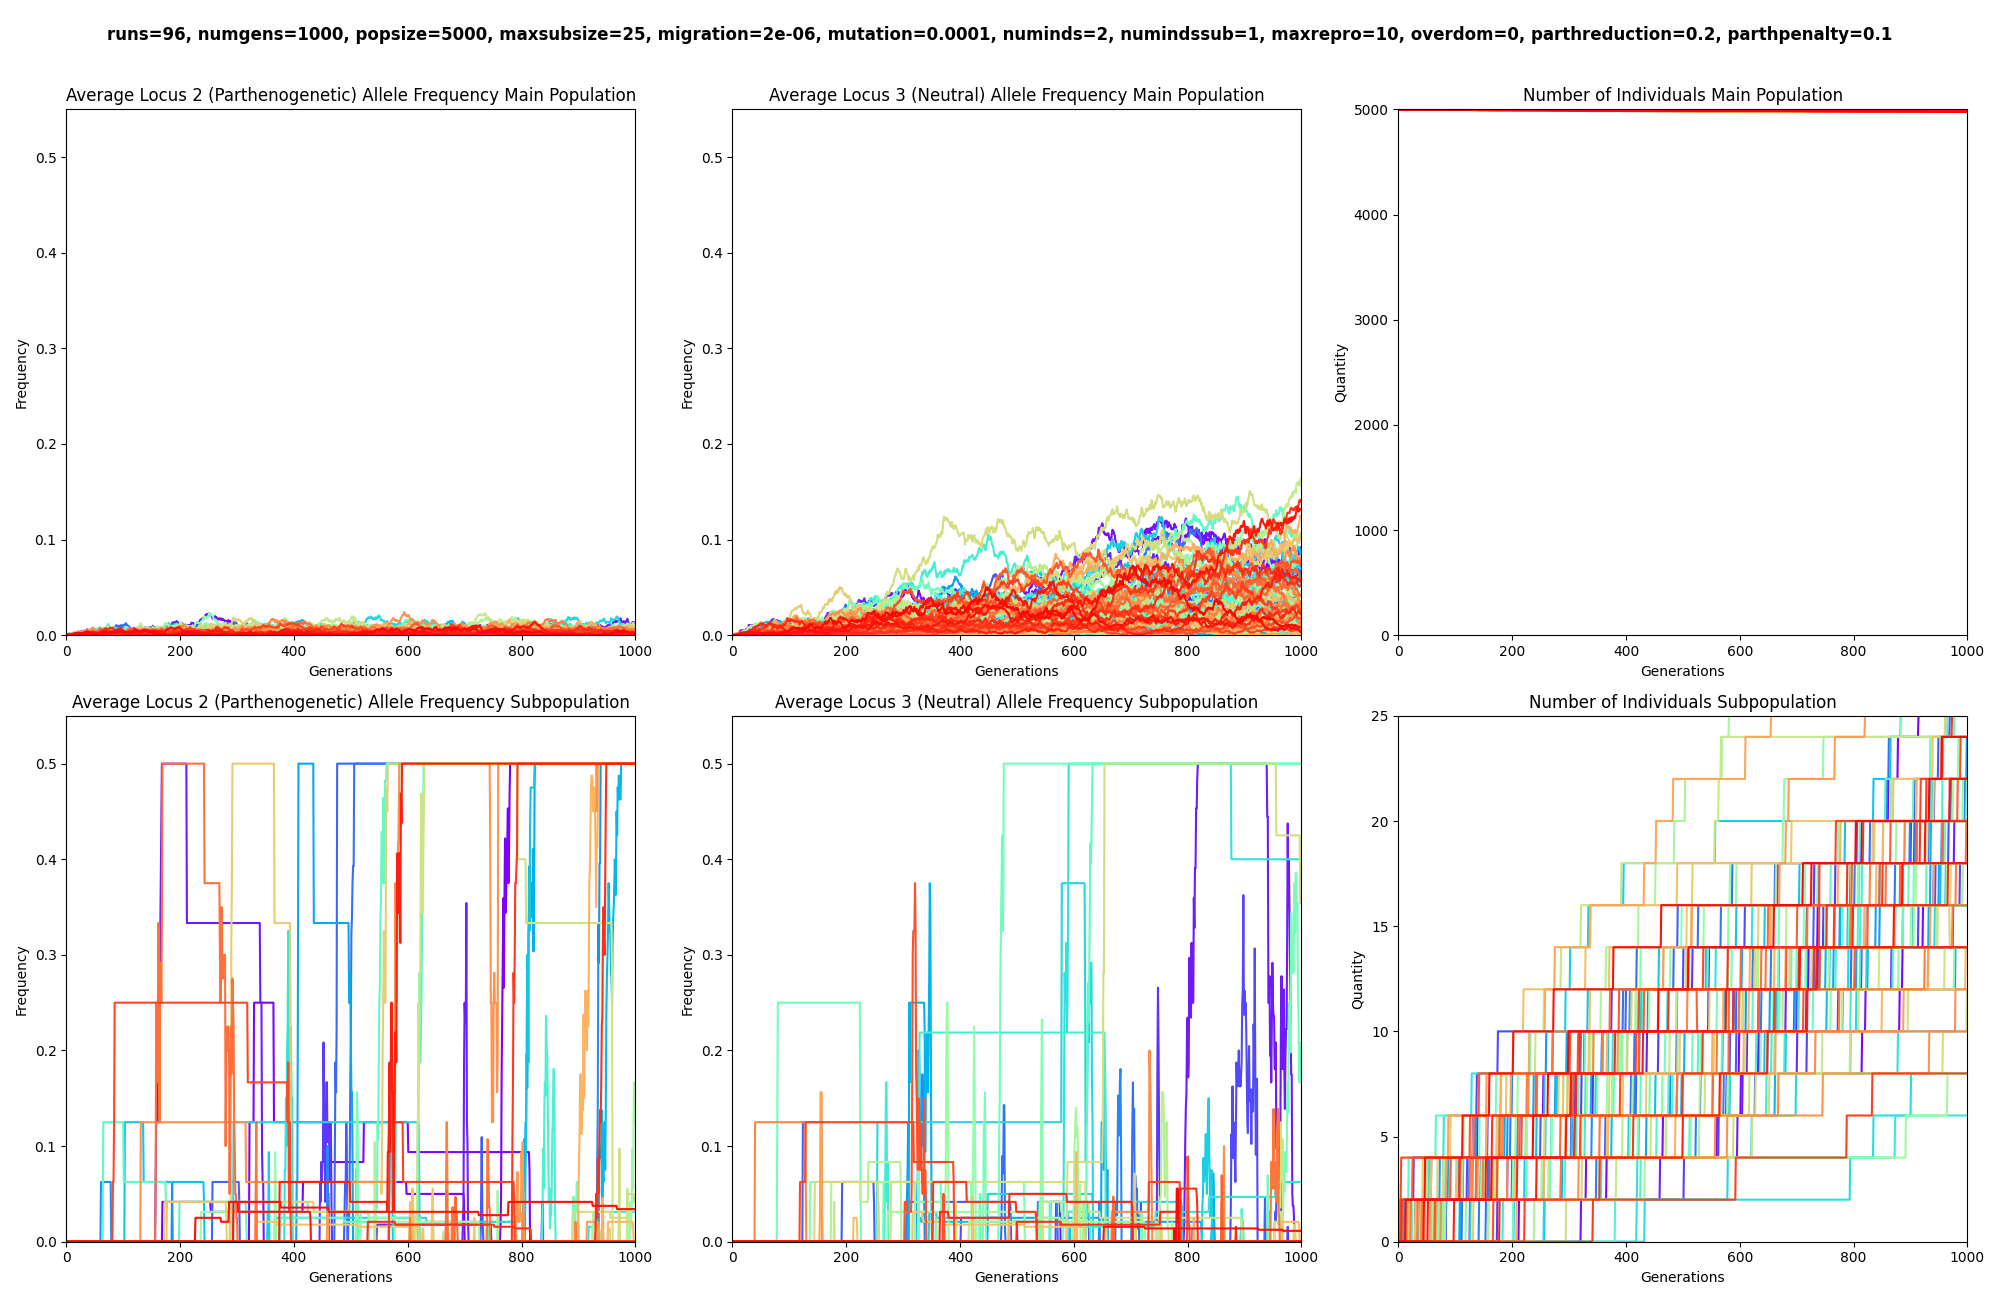 runs=96, numgens=1000, popsize=5000, maxsubsize=25, migration=2e-06, mutation=0.0001, numinds=2, numindssub=1, maxrepro=10, overdom=0, parthreduction=0.2, parthpenalty=0.1
Average Locus 2 (Parthenogenetic) Allele Frequency Main Population
Frequency
0.5
0.4
0.3
0.2
0.1
0.0
0 200 400 600 800 1000
Generations
Average Locus 3 (Neutral) Allele Frequency Main Population
Frequency
0.5
0.4
0.3
0.2
0.1
0.0
0 200 400 600 800 1000
Generations
Number of Individuals Main Population
Quantity
5000
4000
3000
2000
1000
0
0 200 400 600 800 1000
Generations
Average Locus 2 (Parthenogenetic) Allele Frequency Subpopulation
Frequency
0.5
0.4
0.3
0.2
0.1
0.0
0 200 400 600 800 1000
Generations
Average Locus 3 (Neutral) Allele Frequency Subpopulation
Frequency
0.5
0.4
0.3
0.2
0.1
0.0
0 200 400 600 800 1000
Generations
Number of Individuals Subpopulation
Quantity
25
20
15
10
5
0
0 200 400 600 800 1000
Generations